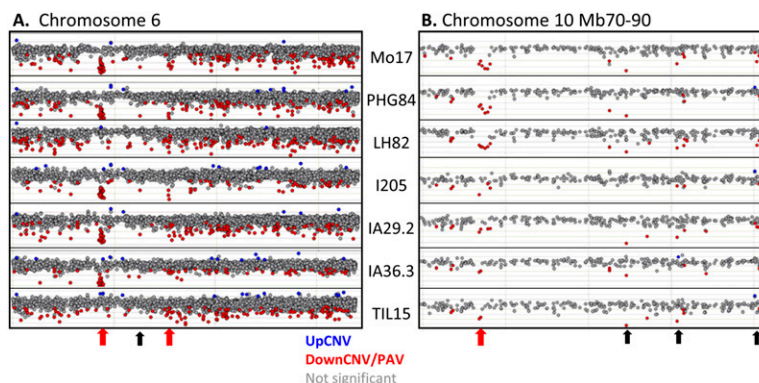 A. Chromosome 6
B. Chromosome 10 Mb70-90
Mo17
PHG84
LH82
I205
IA29.2
IA36.3
TIL15
UpCNV
DownCNV/PAV
Not significant